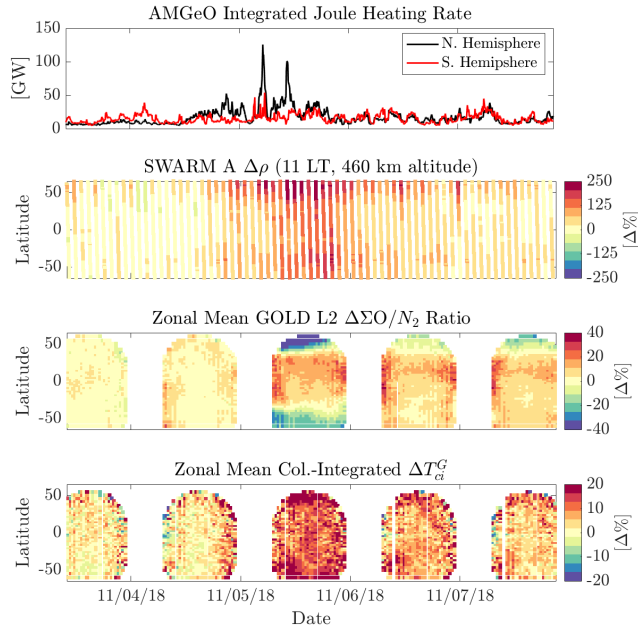 AMGeO Integrated Joule Heating Rate
150
100
50
0
[GW]
N. Hemisphere
S. Hemipshere
SWARM A Δρ (11 LT, 460 km altitude)
50
0
-50
Latitude
250
125
0
-125
-250
[Δ%]
Zonal Mean GOLD L2 ΔΣO/N₂ Ratio
50
0
-50
Latitude
40
20
0
-20
-40
[Δ%]
Zonal Mean Col.-Integrated ΔT_ci^G
50
0
-50
Latitude
20
10
0
-10
-20
[Δ%]
11/04/18 11/05/18 11/06/18 11/07/18
Date